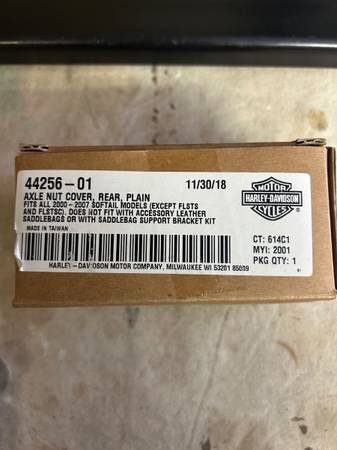 44256-01 11/30/18
AXLE NUT COVER, REAR, PLAIN
FITS ALL 2000 - 2007 SOFTAIL MODELS (EXCEPT FLSTS
AND FLSTSC). DOES NOT FIT WITH ACCESSORY LEATHER
SADDLEBAGS OR WITH SADDLEBAG SUPPORT BRACKET KIT
MADE IN TAIWAN
MOTOR
HARLEY-DAVIDSON
CYCLES
CT: 614C1
MYI: 2001
PKG QTY: 1
HARLEY-DAVIDSON MOTOR COMPANY, MILWAUKEE WI 53201 85009